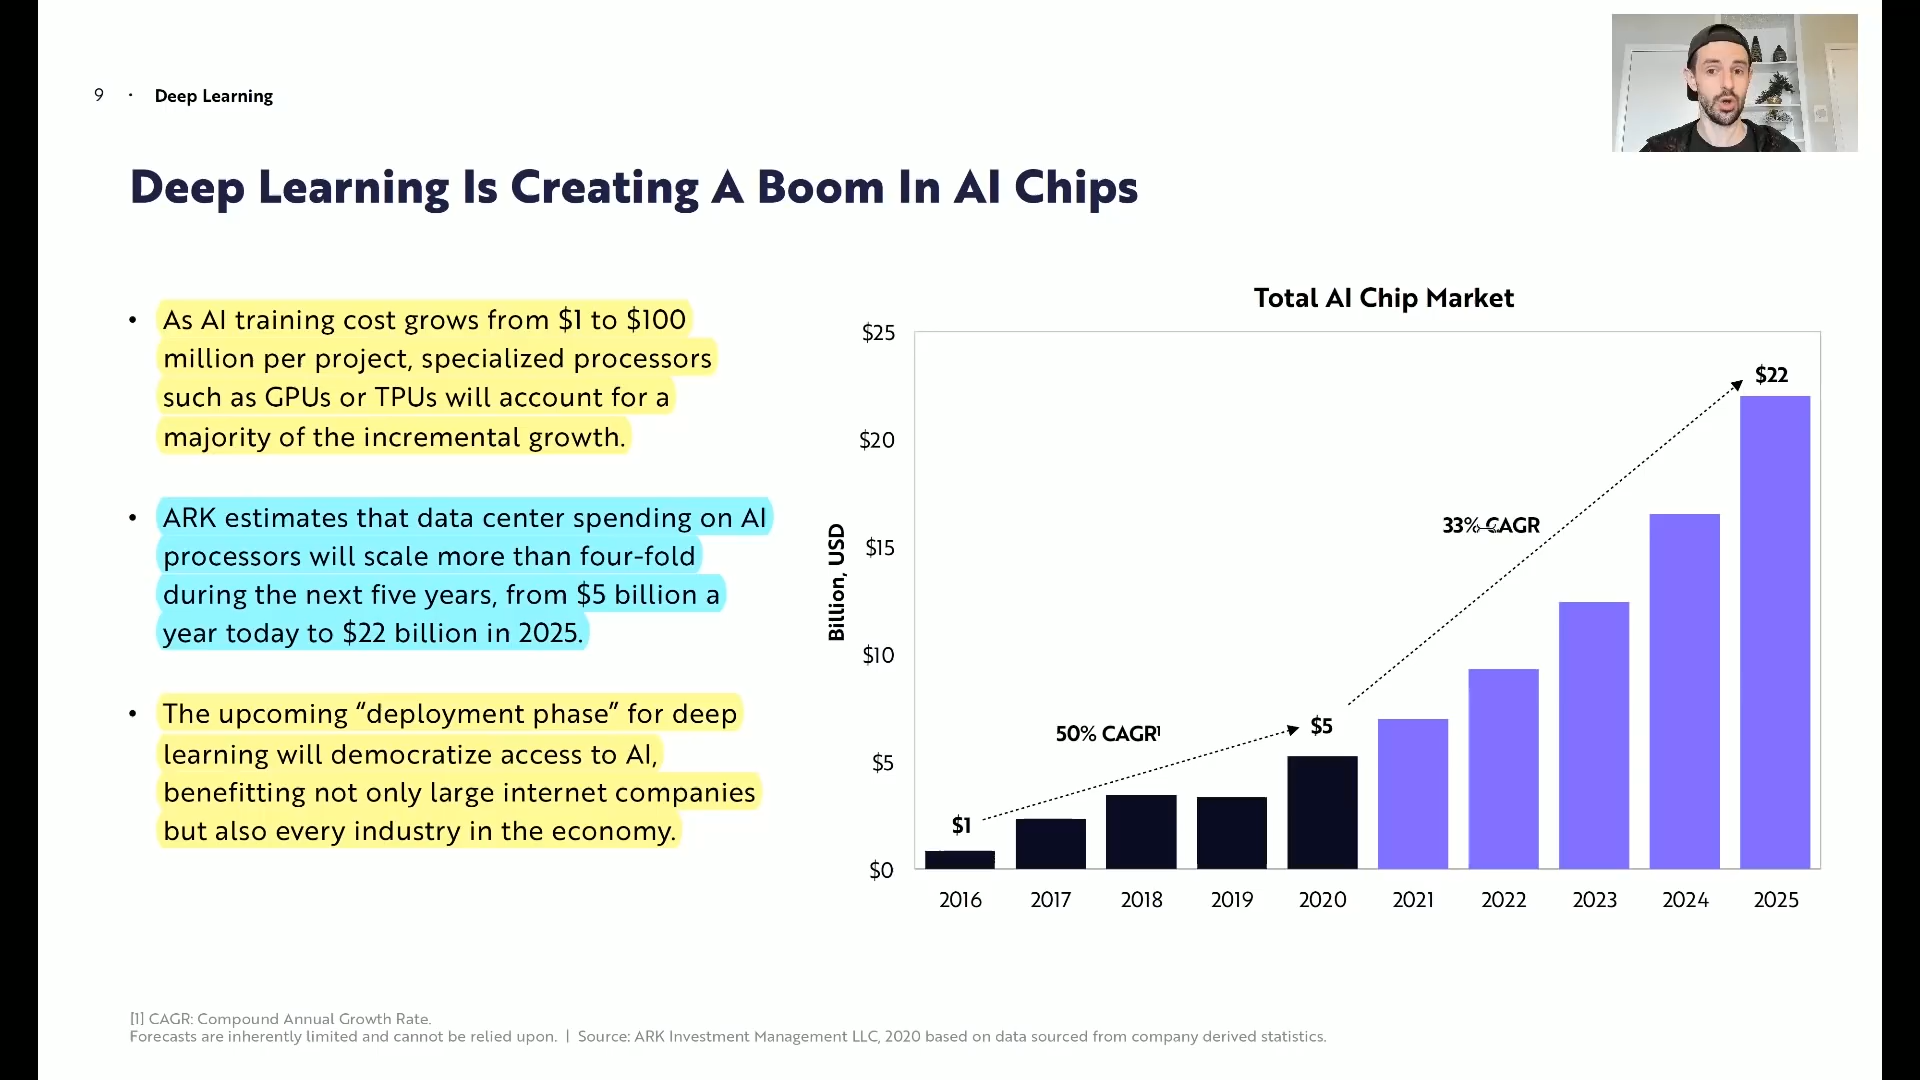 9 · Deep Learning
Deep Learning Is Creating A Boom In AI Chips
• As AI training cost grows from $1 to $100
million per project, specialized processors
such as GPUs or TPUs will account for a
majority of the incremental growth.
• ARK estimates that data center spending on AI
processors will scale more than four-fold
during the next five years, from $5 billion a
year today to $22 billion in 2025.
• The upcoming “deployment phase” for deep
learning will democratize access to AI,
benefitting not only large internet companies
but also every industry in the economy.
Total AI Chip Market
Billion, USD
$25
$20
$15
$10
$5
$0
$1
50% CAGR¹
$5
33% CAGR
$22
2016 2017 2018 2019 2020 2021 2022 2023 2024 2025
[1] CAGR: Compound Annual Growth Rate.
Forecasts are inherently limited and cannot be relied upon. | Source: ARK Investment Management LLC, 2020 based on data sourced from company derived statistics.